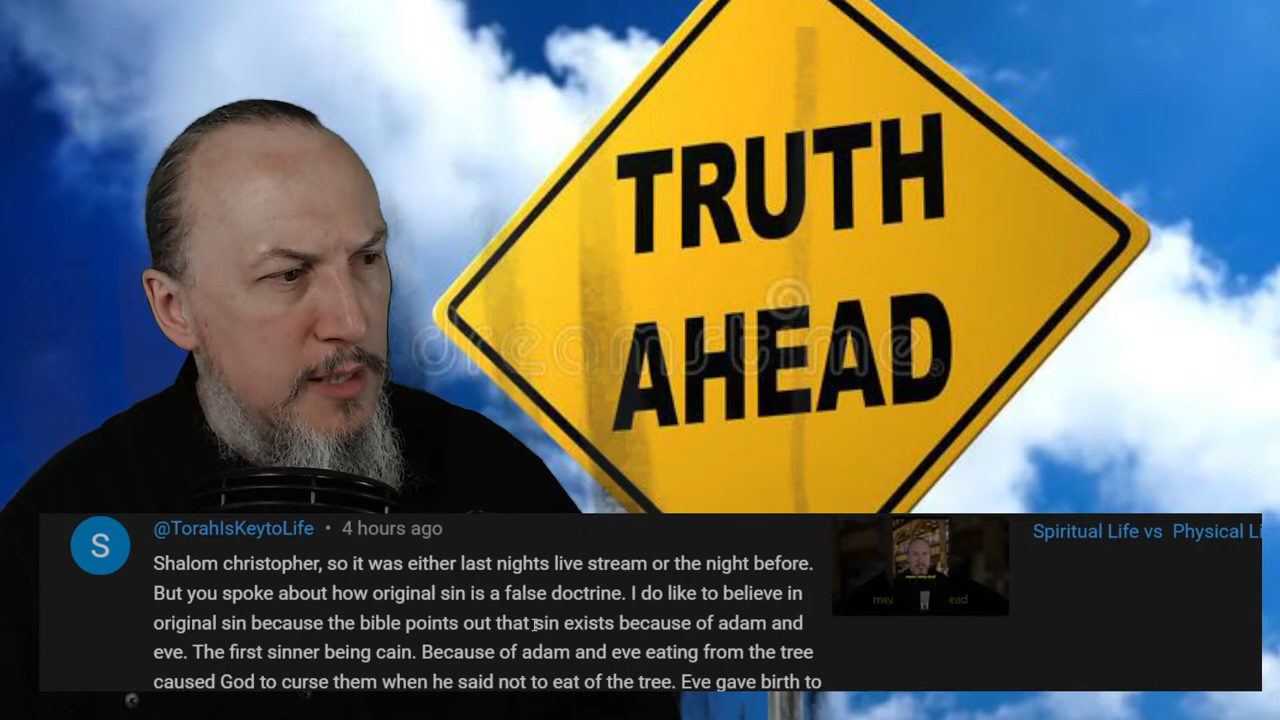 TRUTH
AHEAD
dreamstime
S
@TorahIsKeytoLife • 4 hours ago
Shalom christopher, so it was either last nights live stream or the night before.
But you spoke about how original sin is a false doctrine. I do like to believe in
original sin because the bible points out that sin exists because of adam and
eve. The first sinner being cain. Because of adam and eve eating from the tree
caused God to curse them when he said not to eat of the tree. Eve gave birth to
Spiritual Life vs Physical Li